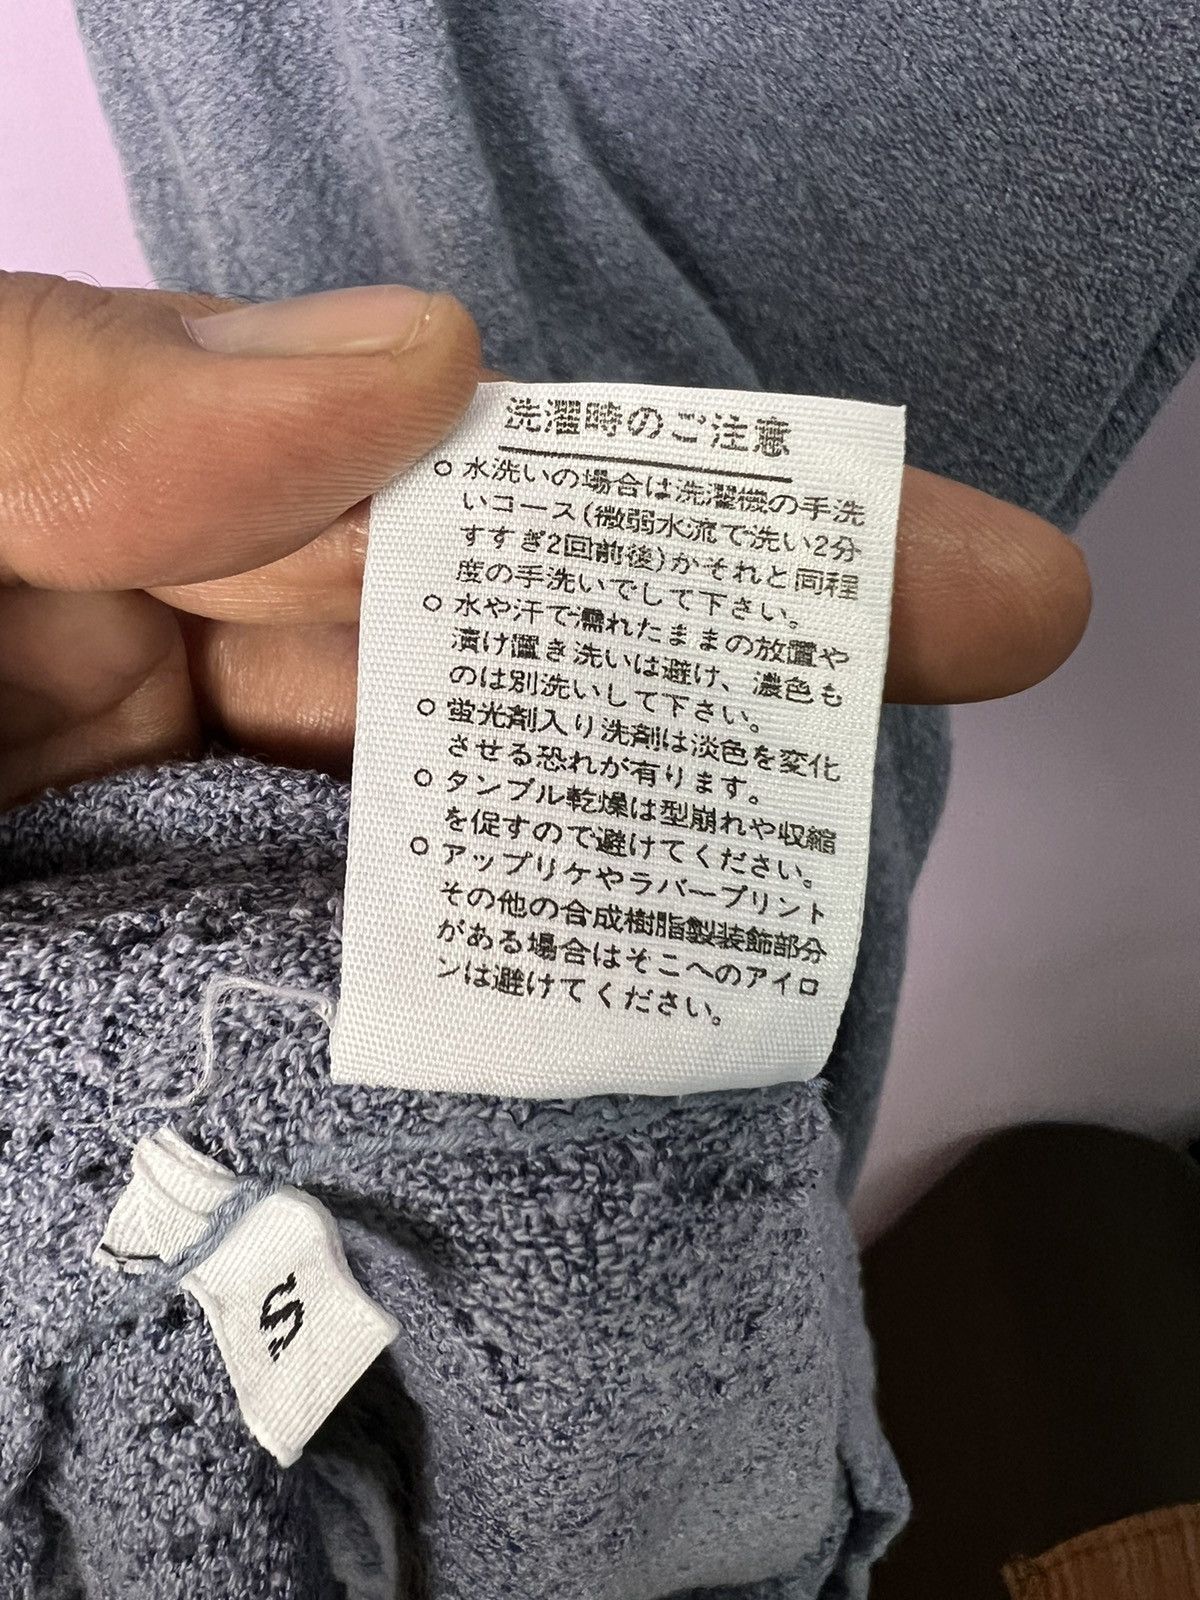 洗濯時のご注意
○ 水洗いの場合は洗濯機の手洗
いコース(微弱水流で洗い2分
すすぎ2回前後)かそれと同程
度の手洗いでして下さい。
○ 水や汗で濡れたままの放置や
漬け置き洗いは避け、濃色も
のは別洗いして下さい。
○ 蛍光剤入り洗剤は淡色を変化
させる恐れが有ります。
○ タンブル乾燥は型崩れや収縮
を促すので避けてください。
○ アップリケやラバープリント
その他の合成樹脂製装飾部分
がある場合はそこへのアイロ
ンは避けてください。
S